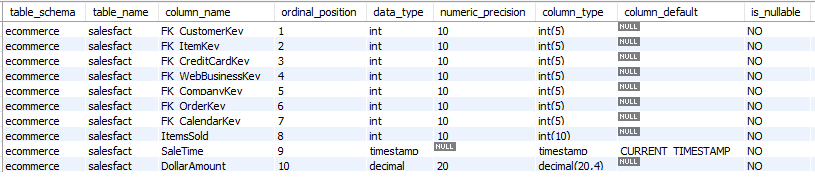 table_schema table_name column_name ordinal_position data_type numeric_precision column_type column_default is_nullable
ecommerce salesfact FK_CustomerKey 1 int 10 int(5) NULL NO
ecommerce salesfact FK_ItemKey 2 int 10 int(5) NULL NO
ecommerce salesfact FK_CreditCardKey 3 int 10 int(5) NULL NO
ecommerce salesfact FK_WebBusinessKey 4 int 10 int(5) NULL NO
ecommerce salesfact FK_CompanyKey 5 int 10 int(5) NULL NO
ecommerce salesfact FK_OrderKey 6 int 10 int(5) NULL NO
ecommerce salesfact FK_CalendarKey 7 int 10 int(5) NULL NO
ecommerce salesfact ItemsSold 8 int 10 int(10) NULL NO
ecommerce salesfact SaleTime 9 timestamp NULL timestamp CURRENT_TIMESTAMP NO
ecommerce salesfact DollarAmount 10 decimal 20 decimal(20,4) NULL NO